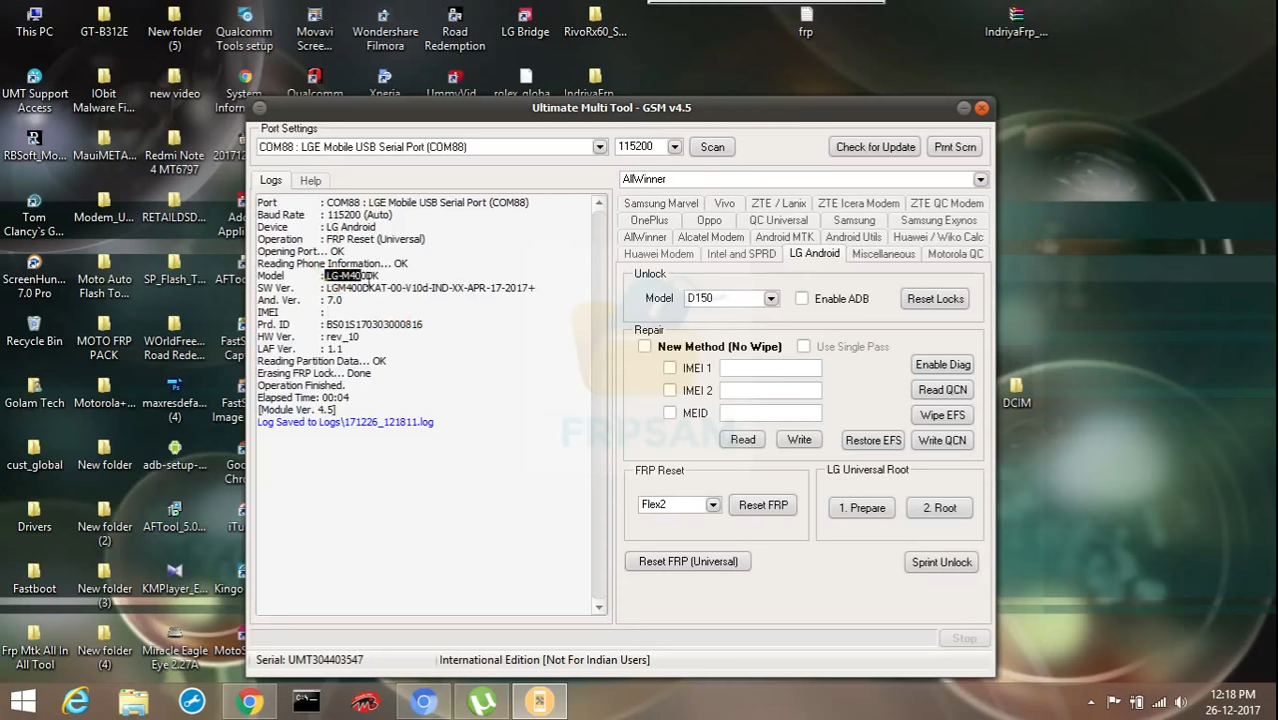 This PC
GT-B312E
New folder (5)
Qualcomm Tools setup
Movavi Scree...
Wondershare Filmora
Road Redemption
LG Bridge
RivoRx60_S...
frp
IndriyaFrp_...
UMT Support Access
IObit Malware Fi...
new video
System Inform
Qualcomm
Xperia
UmmyVid
rolex_globa
IndriyaF
RBSoft_Mo...
MauiMETA
Redmi Note 4 MT6797
Tom Clancy`s G...
Modem_U...
RETAILDSD...
ScreenHun... 7.0 Pro
Moto Auto Flash Tool
SP_Flash_T...
AFToo
Recycle Bin
MOTO FRP PACK
WorldFree... Road Rede...
FastS
Golam Tech
Motorola+...
maxresdefa... (4)
FastS Image
cust_global
New folder
adb-setup-...
Drivers
New folder (2)
AFTool_5.0...
iTu
Fastboot
New folder (3)
KMPlayer_E...
Kingo
Frp Mtk All In All Tool
New folder (4)
Miracle Eagle Eye 2.27A
MotoS
DCIM
Ultimate Multi Tool - GSM v4.5
Port Settings
COM88 : LGE Mobile USB Serial Port (COM88)
115200
Scan
Check for Update
Prnt Scrn
Logs
Help
Port : COM88 : LGE Mobile USB Serial Port (COM88)
Baud Rate : 115200 (Auto)
Device : LG Android
Operation : FRP Reset (Universal)
Opening Port... OK
Reading Phone Information... OK
Model : LG-M400DK
SW Ver. : LGM400DKAT-00-V10d-IND-XX-APR-17-2017+
And. Ver. : 7.0
IMEI :
Prd. ID : BS01S170303000816
HW Ver. : rev_10
LAF Ver. : 1.1
Reading Partition Data... OK
Erasing FRP Lock... Done
Operation Finished.
Elapsed Time: 00:04
[Module Ver. 4.5]
Log Saved to Logs\171226_121811.log
AllWinner
Samsung Marvel
Vivo
ZTE / Lanix
ZTE Icera Modem
ZTE QC Modem
OnePlus
Oppo
QC Universal
Samsung
Samsung Exynos
AllWinner
Alcatel Modem
Android MTK
Android Utils
Huawei / Wiko Calc
Huawei Modem
Intel and SPRD
LG Android
Miscellaneous
Motorola QC
Unlock
Model
D150
Enable ADB
Reset Locks
Repair
New Method (No Wipe)
Use Single Pass
IMEI 1
Enable Diag
IMEI 2
Read QCN
MEID
Wipe EFS
Read
Write
Restore EFS
Write QCN
FRP Reset
Flex2
Reset FRP
LG Universal Root
1. Prepare
2. Root
Reset FRP (Universal)
Sprint Unlock
Stop
FRPSAM
Serial: UMT304403547
International Edition [Not For Indian Users]
12:18 PM
26-12-2017